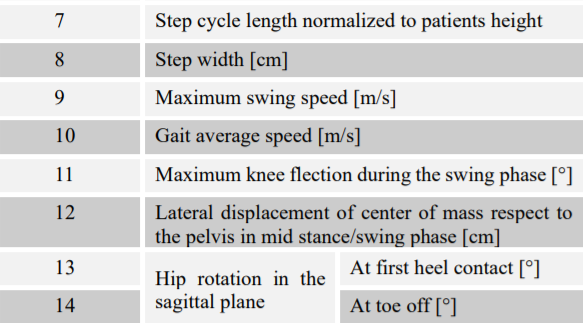 7 Step cycle length normalized to patients height
8 Step width [cm]
9 Maximum swing speed [m/s]
10 Gait average speed [m/s]
11 Maximum knee flection during the swing phase [°]
12 Lateral displacement of center of mass respect to
the pelvis in mid stance/swing phase [cm]
13 Hip rotation in the At first heel contact [°]
14 sagittal plane At toe off [°]